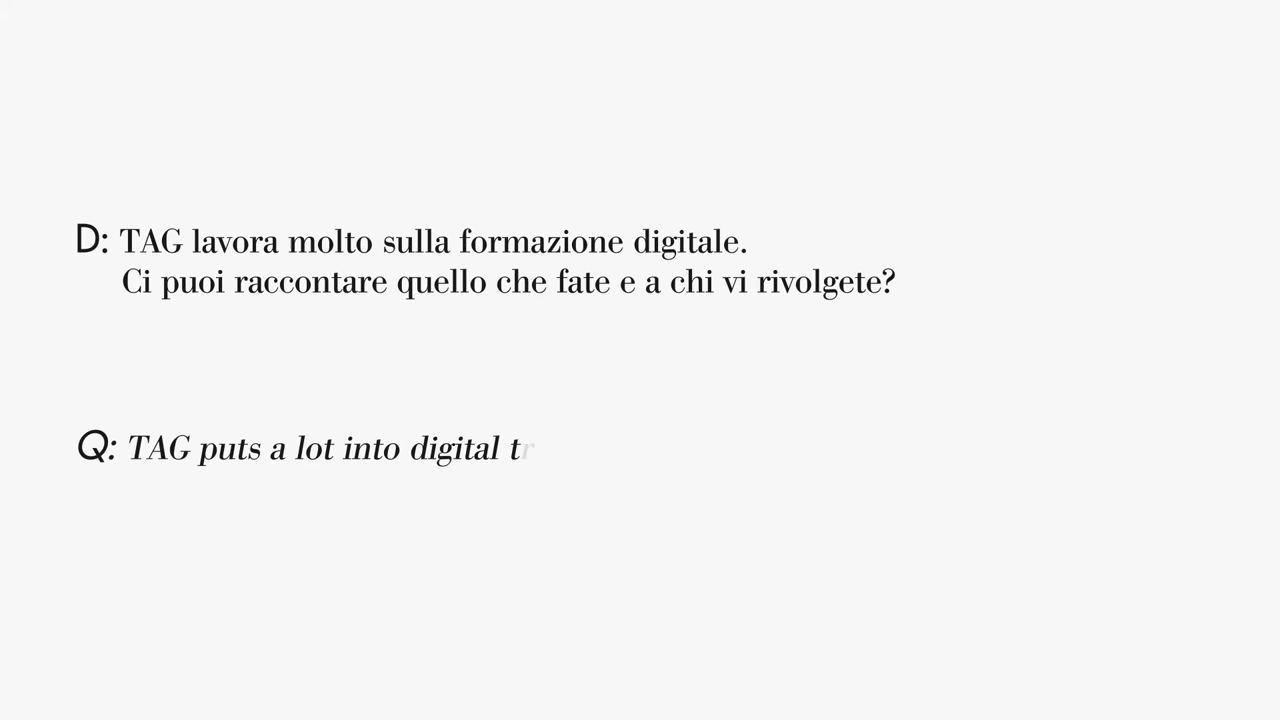 D: TAG lavora molto sulla formazione digitale.
Ci puoi raccontare quello che fate e a chi vi rivolgete?
Q: TAG puts a lot into digital tr